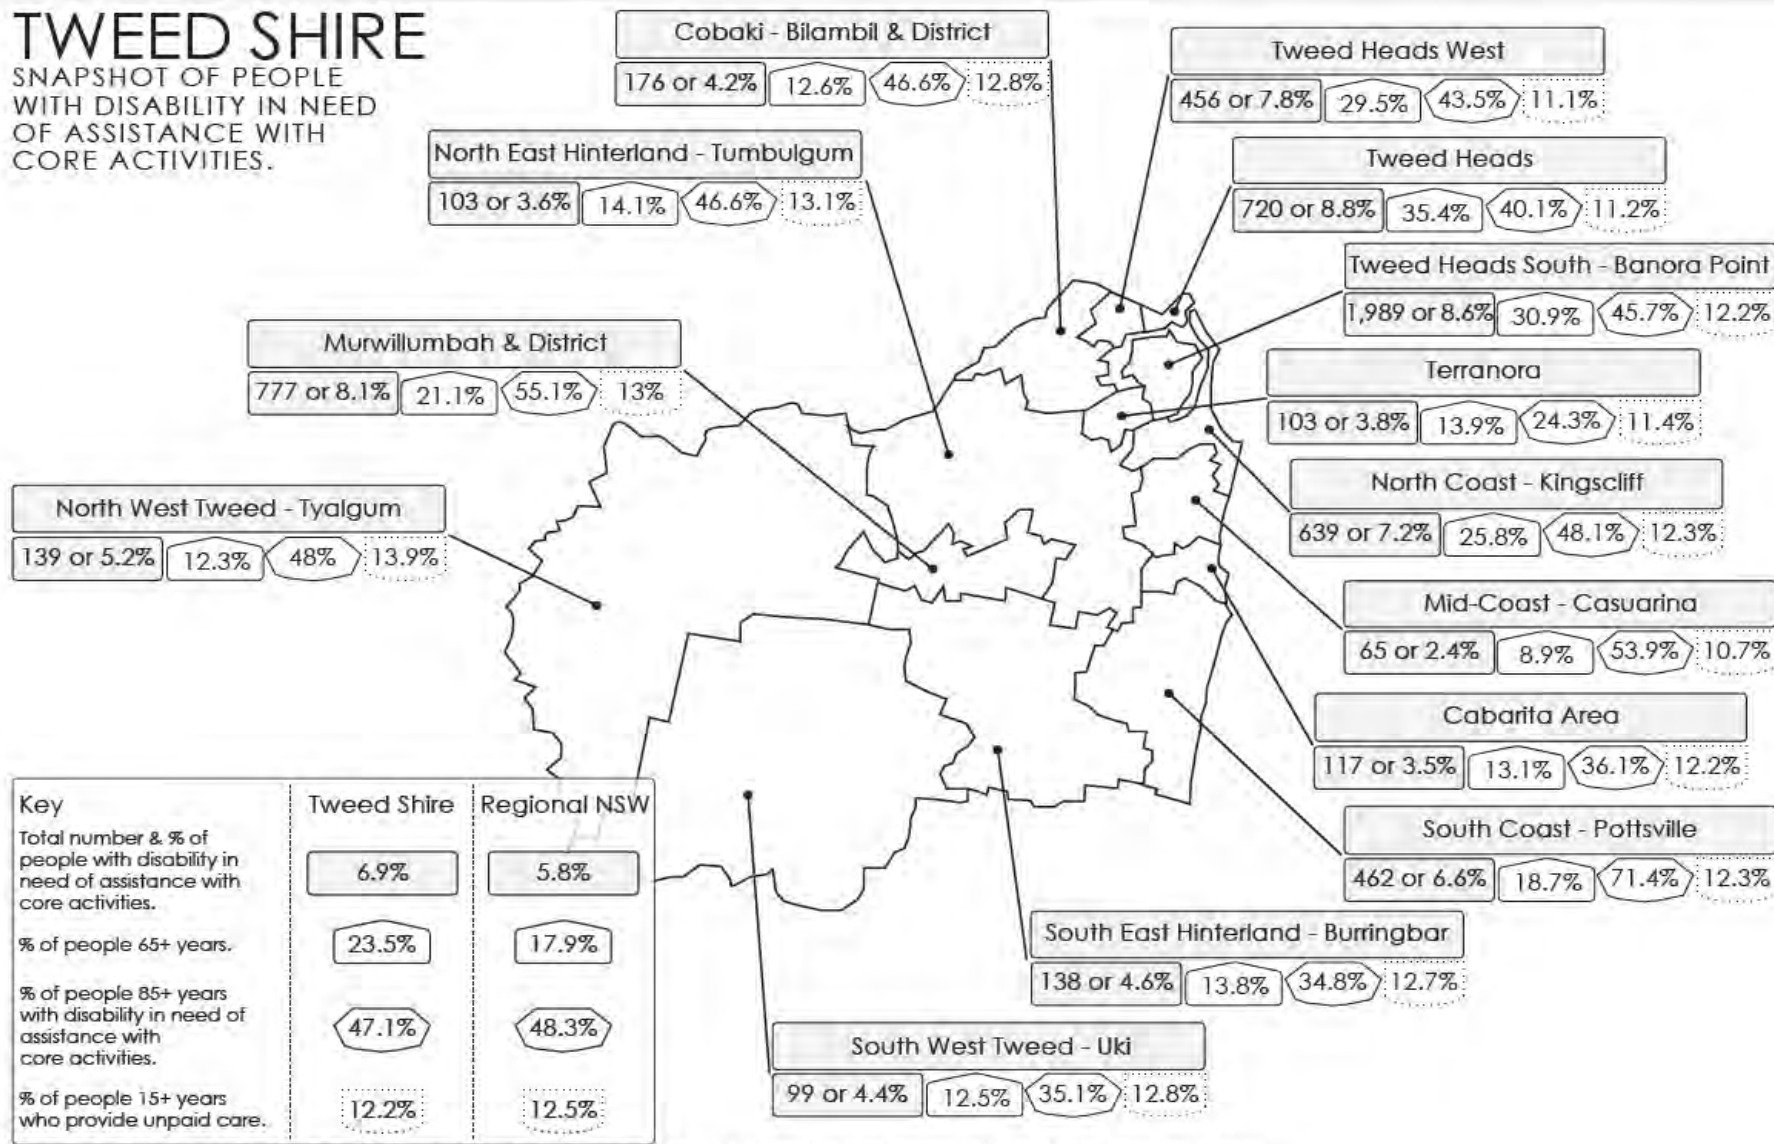 TWEED SHIRE
SNAPSHOT OF PEOPLE
WITH DISABILITY IN NEED
OF ASSISTANCE WITH
CORE ACTIVITIES.
Cobaki - Bilambil & District
176 or 4.2% 12.6% 46.6% 12.8%
Tweed Heads West
456 or 7.8% 29.5% 43.5% 11.1%
North East Hinterland - Tumbulgum
103 or 3.6% 14.1% 46.6% 13.1%
Tweed Heads
720 or 8.8% 35.4% 40.1% 11.2%
Tweed Heads South - Banora Point
1,989 or 8.6% 30.9% 45.7% 12.2%
Murwillumbah & District
777 or 8.1% 21.1% 55.1% 13%
Terranora
103 or 3.8% 13.9% 24.3% 11.4%
North West Tweed - Tyalgum
139 or 5.2% 12.3% 48% 13.9%
North Coast - Kingscliff
639 or 7.2% 25.8% 48.1% 12.3%
Mid-Coast - Casuarina
65 or 2.4% 8.9% 53.9% 10.7%
Cabarita Area
117 or 3.5% 13.1% 36.1% 12.2%
South Coast - Pottsville
462 or 6.6% 18.7% 71.4% 12.3%
South East Hinterland - Burringbar
138 or 4.6% 13.8% 34.8% 12.7%
South West Tweed - Uki
99 or 4.4% 12.5% 35.1% 12.8%
Key Tweed Shire Regional NSW
Total number & % of
people with disability in
need of assistance with
core activities.
6.9% 5.8%
% of people 65+ years.
23.5% 17.9%
% of people 85+ years
with disability in need of
assistance with
core activities.
47.1% 48.3%
% of people 15+ years
who provide unpaid care.
12.2% 12.5%